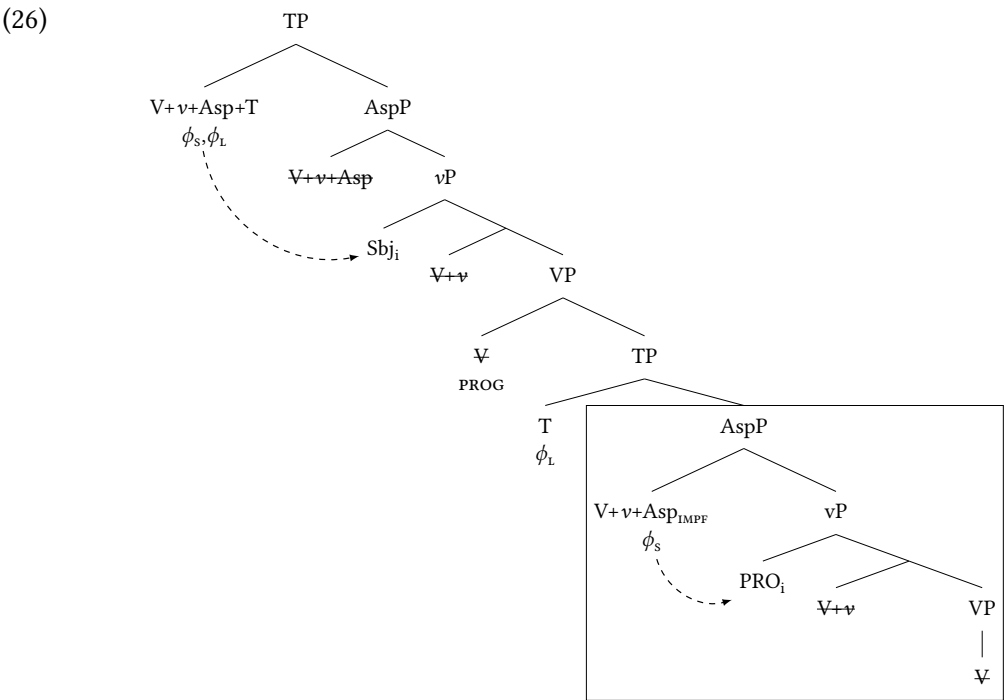 (26)
TP
V+v+Asp+T AspP
ϕS,ϕL
V+v+Asp vP
Sbji
V+v VP
V TP
PROG
T AspP
ϕL
V+v+AspIMPF vP
ϕS
PROi
V+v VP
V